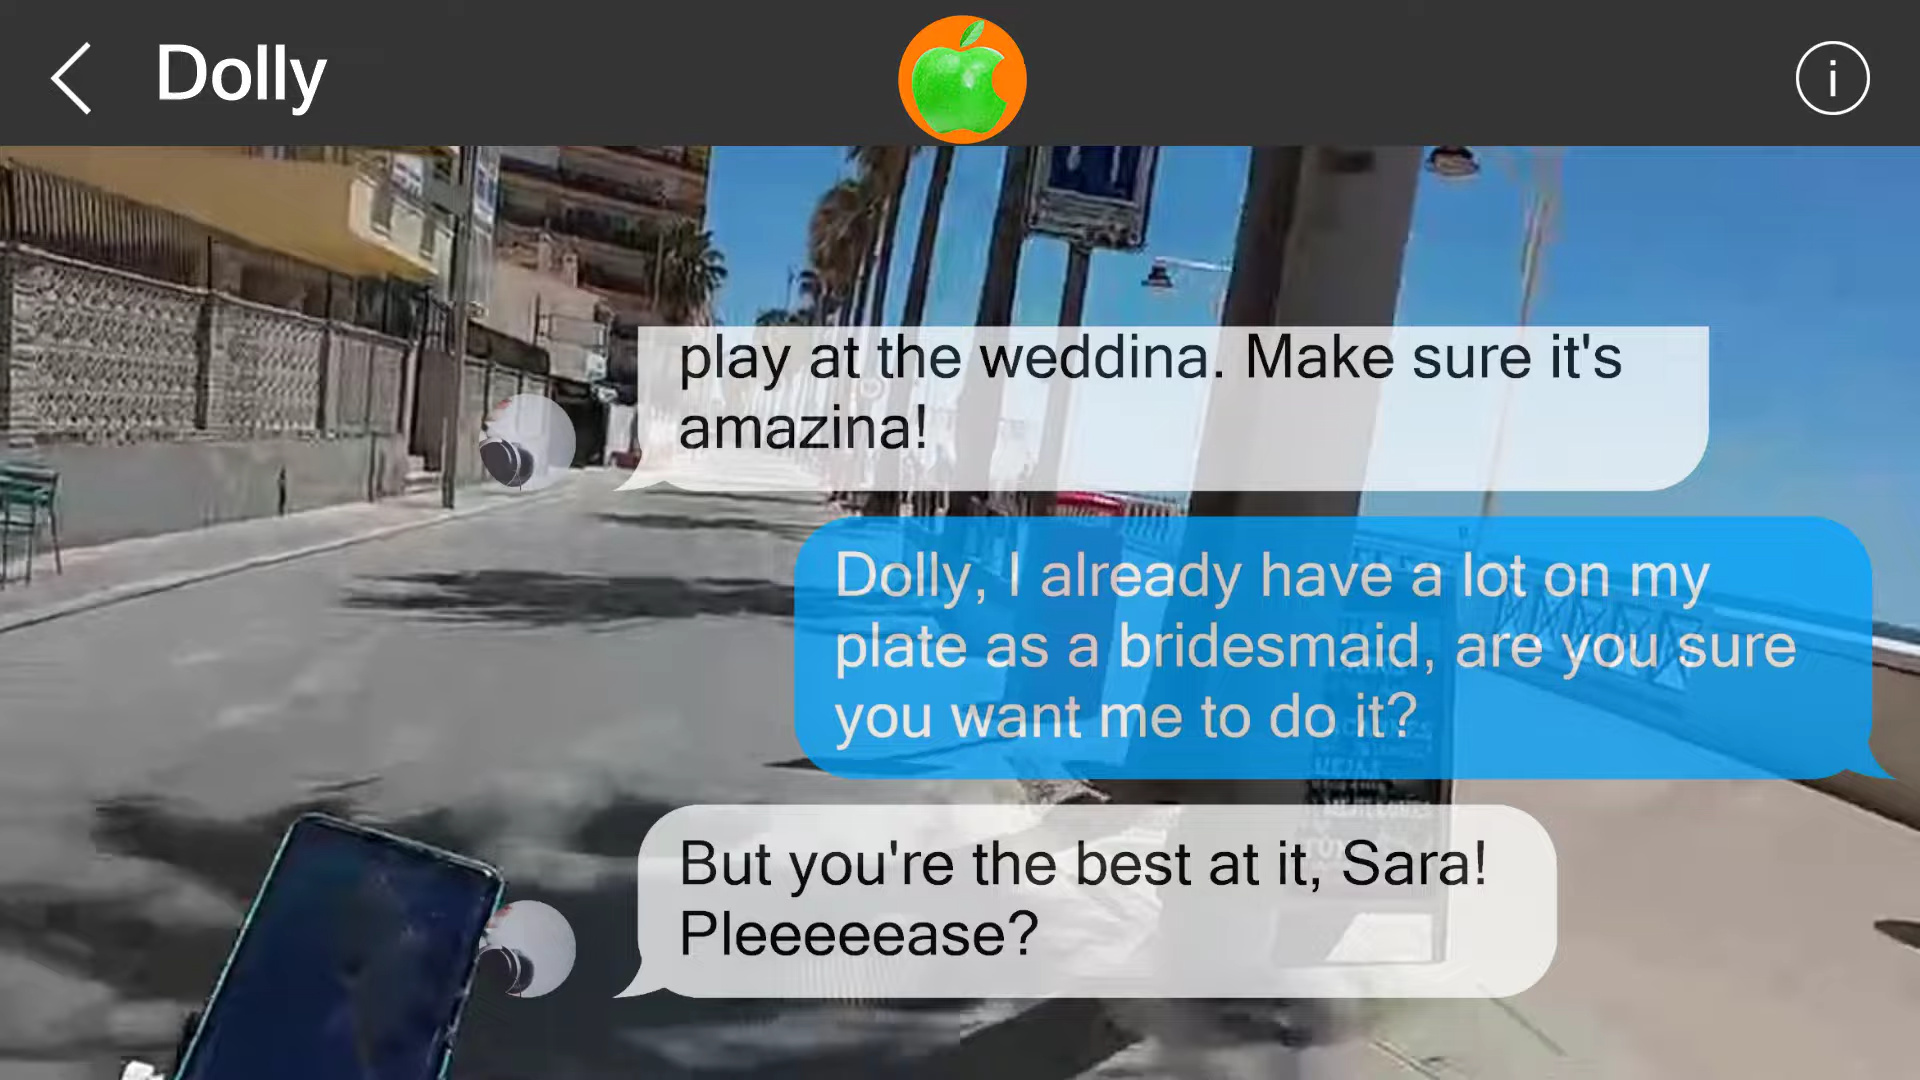 Dolly
play at the weddina. Make sure it's
amazina!
Dolly, I already have a lot on my
plate as a bridesmaid, are you sure
you want me to do it?
But you're the best at it, Sara!
Pleeeeease?